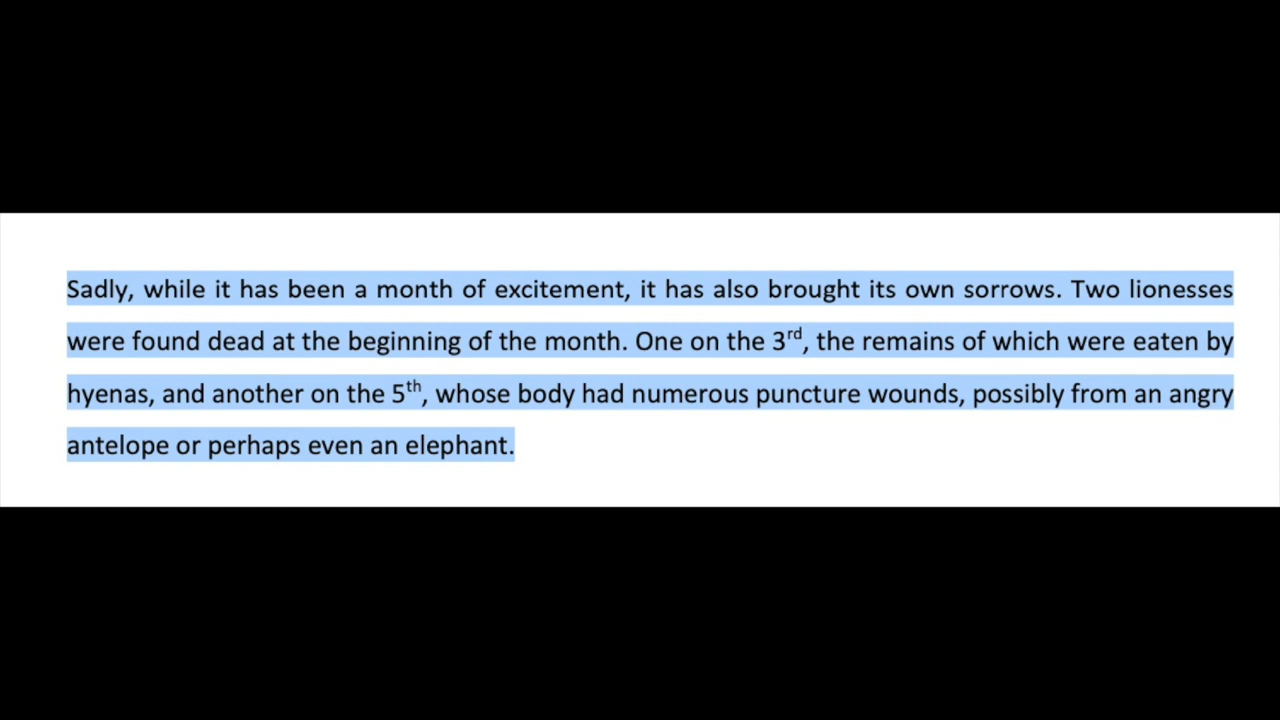 Sadly, while it has been a month of excitement, it has also brought its own sorrows. Two lionesses
were found dead at the beginning of the month. One on the 3rd, the remains of which were eaten by
hyenas, and another on the 5th, whose body had numerous puncture wounds, possibly from an angry
antelope or perhaps even an elephant.